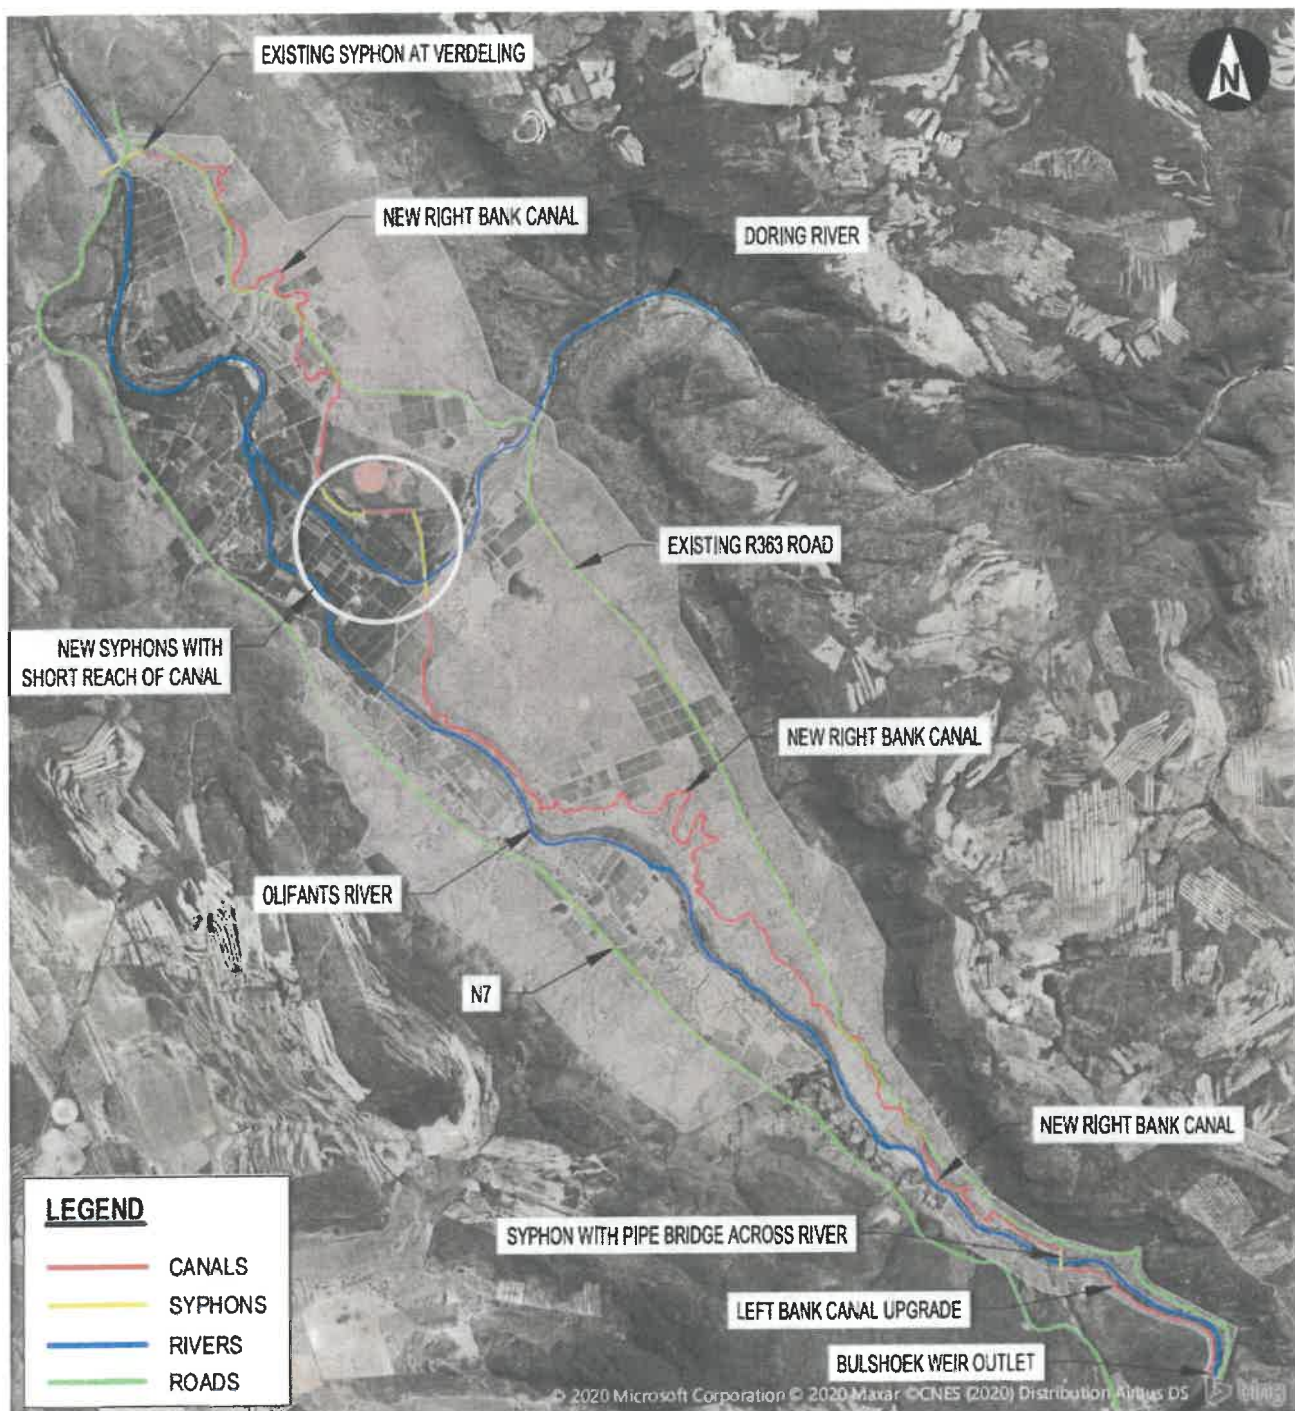 EXISTING SYPHON AT VERDELING
N
NEW RIGHT BANK CANAL
DORING RIVER
EXISTING R363 ROAD
NEW SYPHONS WITH
SHORT REACH OF CANAL
NEW RIGHT BANK CANAL
OLIFANTS RIVER
N7
NEW RIGHT BANK CANAL
SYPHON WITH PIPE BRIDGE ACROSS RIVER
LEFT BANK CANAL UPGRADE
BULSHOEK WEIR OUTLET
LEGEND
CANALS
SYPHONS
RIVERS
ROADS
© 2020 Microsoft Corporation © 2020 Maxar ©CNES (2020) Distribution Airbus DS
bing